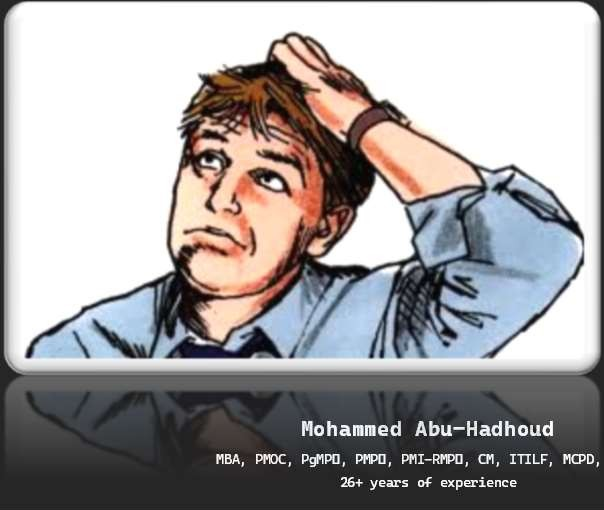 Mohammed Abu-Hadhoud
MBA, PMOC, PgMP□, PMP□, PMI-RMP□, CM, ITILF, MCPD,
26+ years of experience